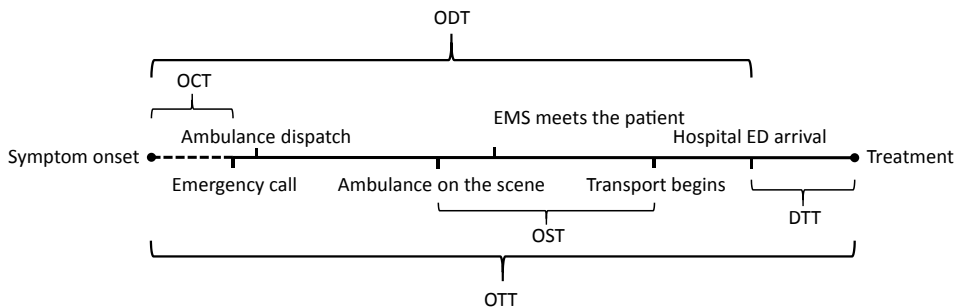 ODT
OCT
EMS meets the patient
Ambulance dispatch
Hospital ED arrival
Symptom onset
Treatment
Emergency call
Ambulance on the scene
Transport begins
DTT
OST
OTT